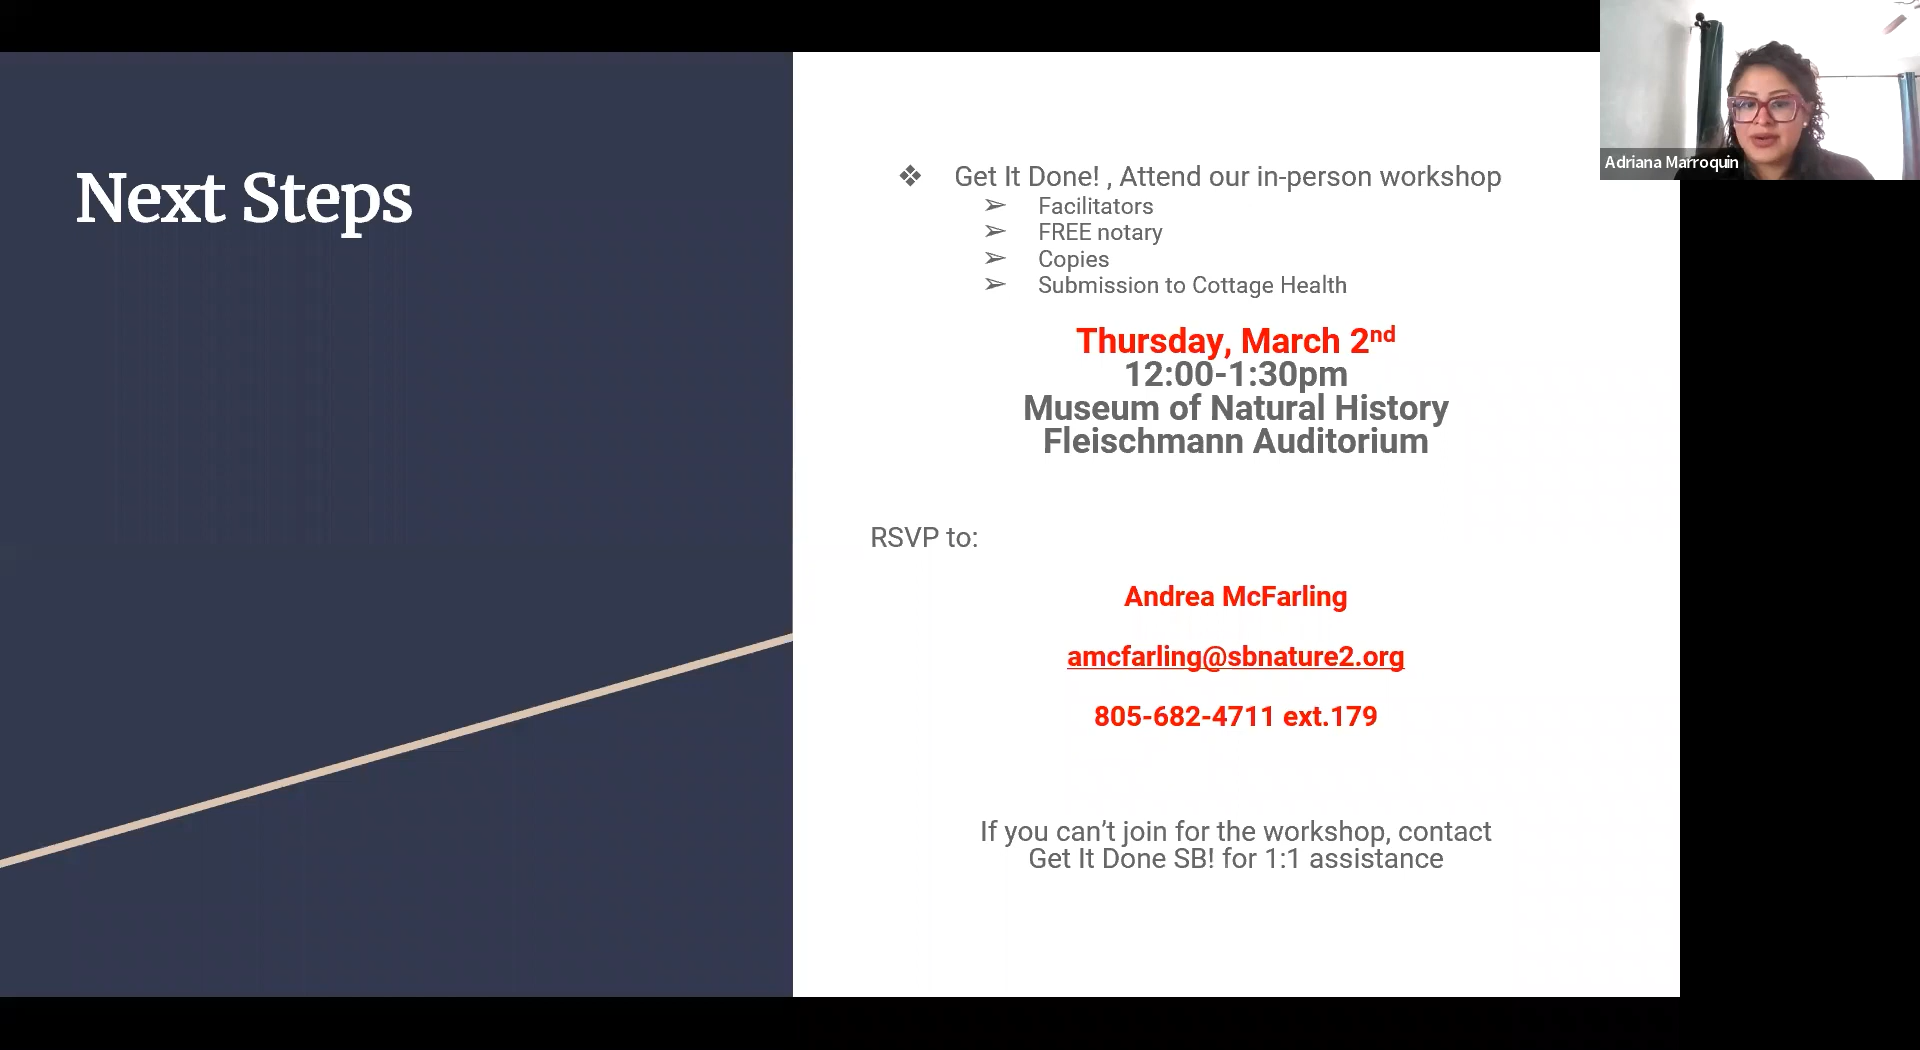 Next Steps
❖ Get It Done! , Attend our in-person workshop
➢ Facilitators
➢ FREE notary
➢ Copies
➢ Submission to Cottage Health
Thursday, March 2nd
12:00-1:30pm
Museum of Natural History
Fleischmann Auditorium
RSVP to:
Andrea McFarling
amcfarling@sbnature2.org
805-682-4711 ext.179
If you can’t join for the workshop, contact
Get It Done SB! for 1:1 assistance
Adriana Marroquin